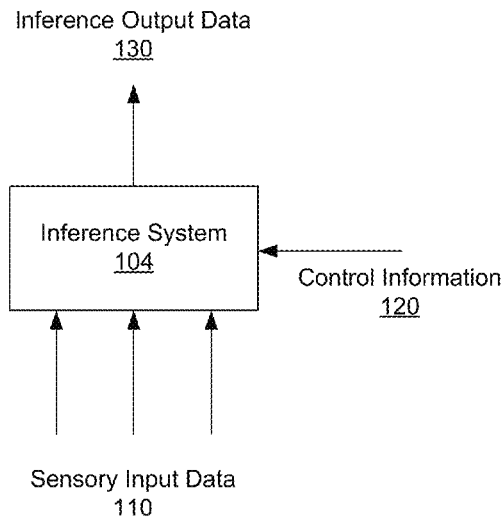 Inference Output Data
130
Inference System
104
Control Information
120
Sensory Input Data
110